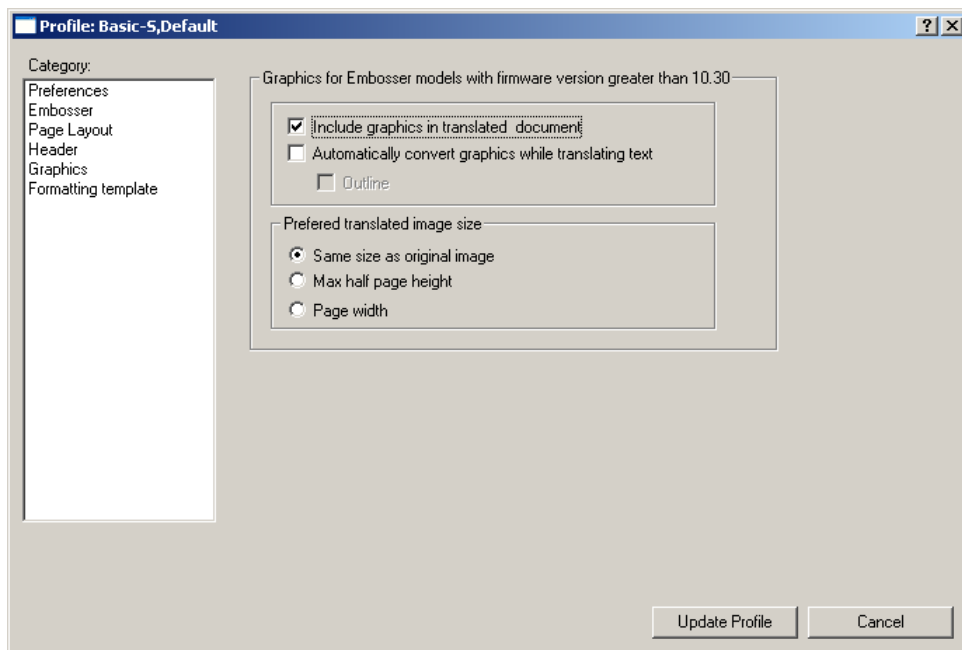 Profile: Basic-S,Default
Category:
Preferences
Embosser
Page Layout
Header
Graphics
Formatting template
Graphics for Embosser models with firmware version greater than 10.30
Include graphics in translated  document
Automatically convert graphics while translating text
Outline
Prefered translated image size
Same size as original image
Max half page height
Page width
Update Profile
Cancel